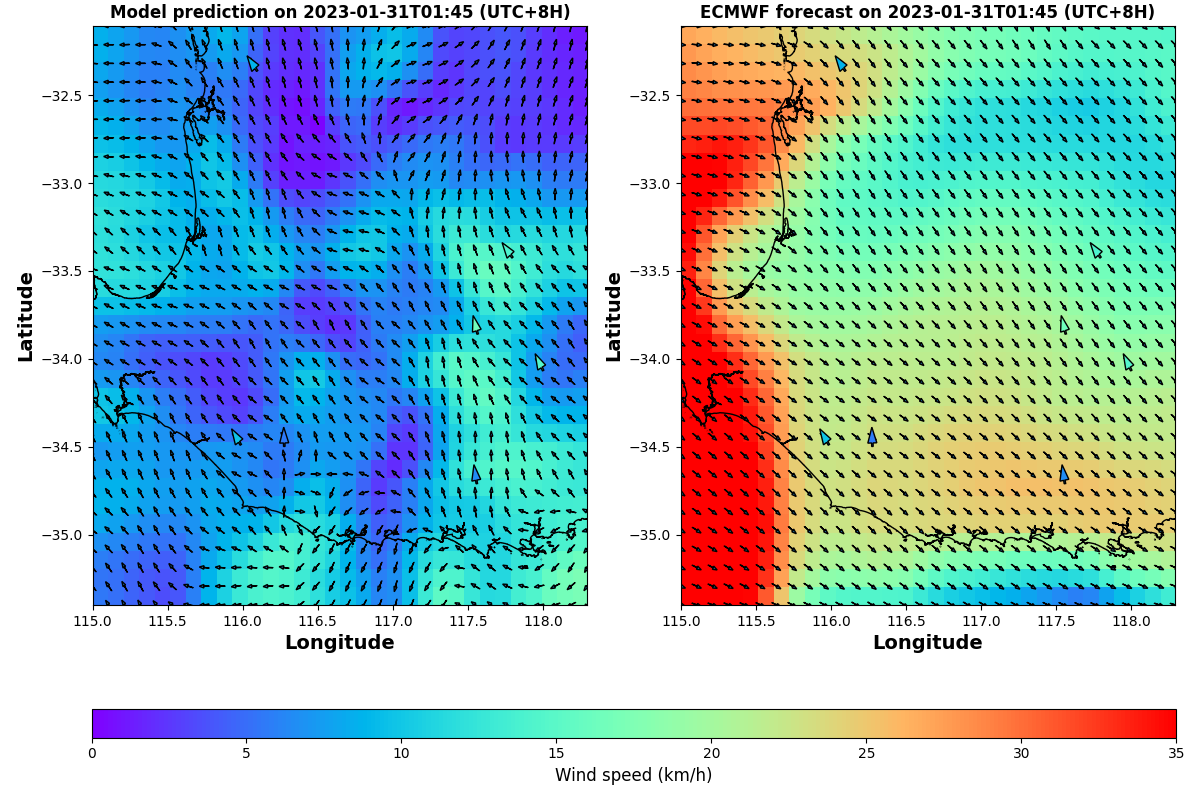 Model prediction on 2023-01-31T01:45 (UTC+8H)
ECMWF forecast on 2023-01-31T01:45 (UTC+8H)
−32.5
−33.0
−33.5
−34.0
−34.5
−35.0
Latitude
115.0 115.5 116.0 116.5 117.0 117.5 118.0
Longitude
−32.5
−33.0
−33.5
−34.0
−34.5
−35.0
Latitude
115.0 115.5 116.0 116.5 117.0 117.5 118.0
Longitude
0 5 10 15 20 25 30 35
Wind speed (km/h)